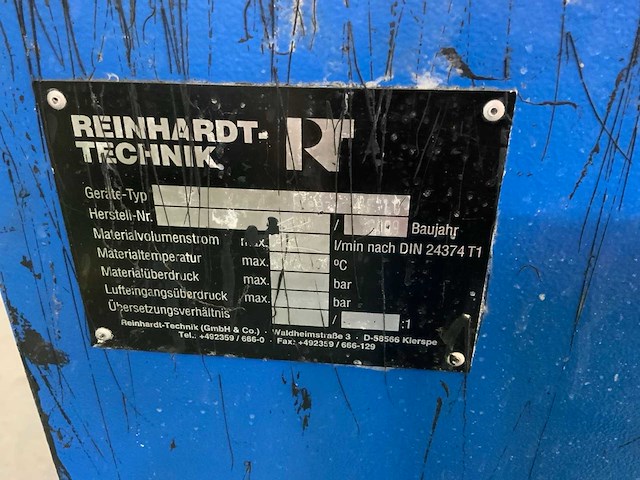 REINHARDT-
TECHNIK
RT
Geräte-Typ
Herstell-Nr. / Baujahr
Materialvolumenstrom max. l/min nach DIN 24374 T1
Materialtemperatur max. ºC
Materialüberdruck max. bar
Lufteingangsüberdruck max. bar
Übersetzungsverhältnis / :1
Reinhardt-Technik (GmbH & Co.) · Waldheimstraße 3 · D-58566 Kierspe
Tel.: +492359 / 666-0 · Fax: +492359 / 666-129